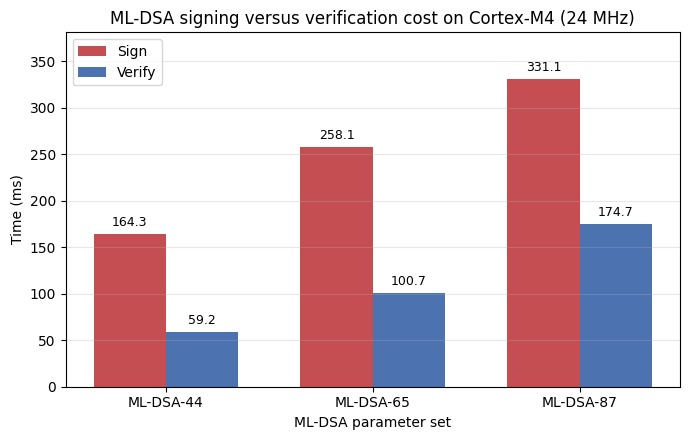 ML-DSA signing versus verification cost on Cortex-M4 (24 MHz)
Sign
Verify
Time (ms)
350
300
250
200
150
100
50
0
164.3
59.2
258.1
100.7
331.1
174.7
ML-DSA-44
ML-DSA-65
ML-DSA-87
ML-DSA parameter set